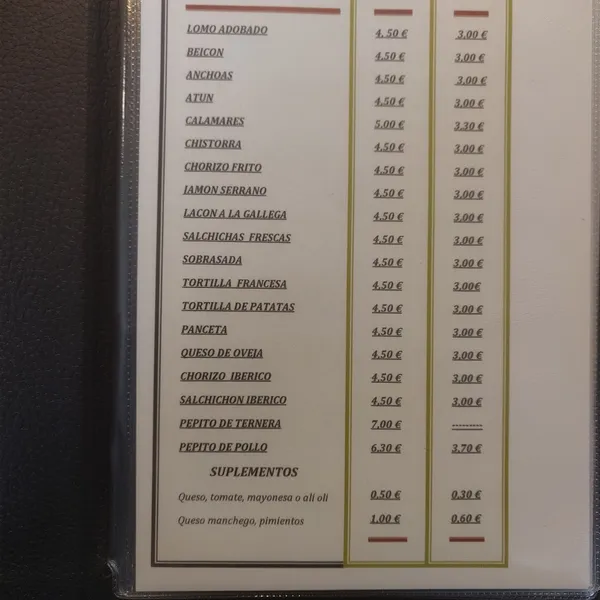 LOMO ADOBADO 4,50 € 3,00 €
BEICON 4,50 € 3,00 €
ANCHOAS 4,50 € 3,00 €
ATUN 4,50 € 3,00 €
CALAMARES 5,00 € 3,30 €
CHISTORRA 4,50 € 3,00 €
CHORIZO FRITO 4,50 € 3,00 €
JAMON SERRANO 4,50 € 3,00 €
LACON A LA GALLEGA 4,50 € 3,00 €
SALCHICHAS FRESCAS 4,50 € 3,00 €
SOBRASADA 4,50 € 3,00 €
TORTILLA FRANCESA 4,50 € 3,00€
TORTILLA DE PATATAS 4,50 € 3,00 €
PANCETA 4,50 € 3,00 €
QUESO DE OVEJA 4,50 € 3,00 €
CHORIZO IBERICO 4,50 € 3,00 €
SALCHICHON IBERICO 4,50 € 3,00 €
PEPITO DE TERNERA 7,00 € ---------
PEPITO DE POLLO 6,30 € 3,70 €
SUPLEMENTOS
Queso, tomate, mayonesa o ali oli 0,50 € 0,30 €
Queso manchego, pimientos 1,00 € 0,60 €